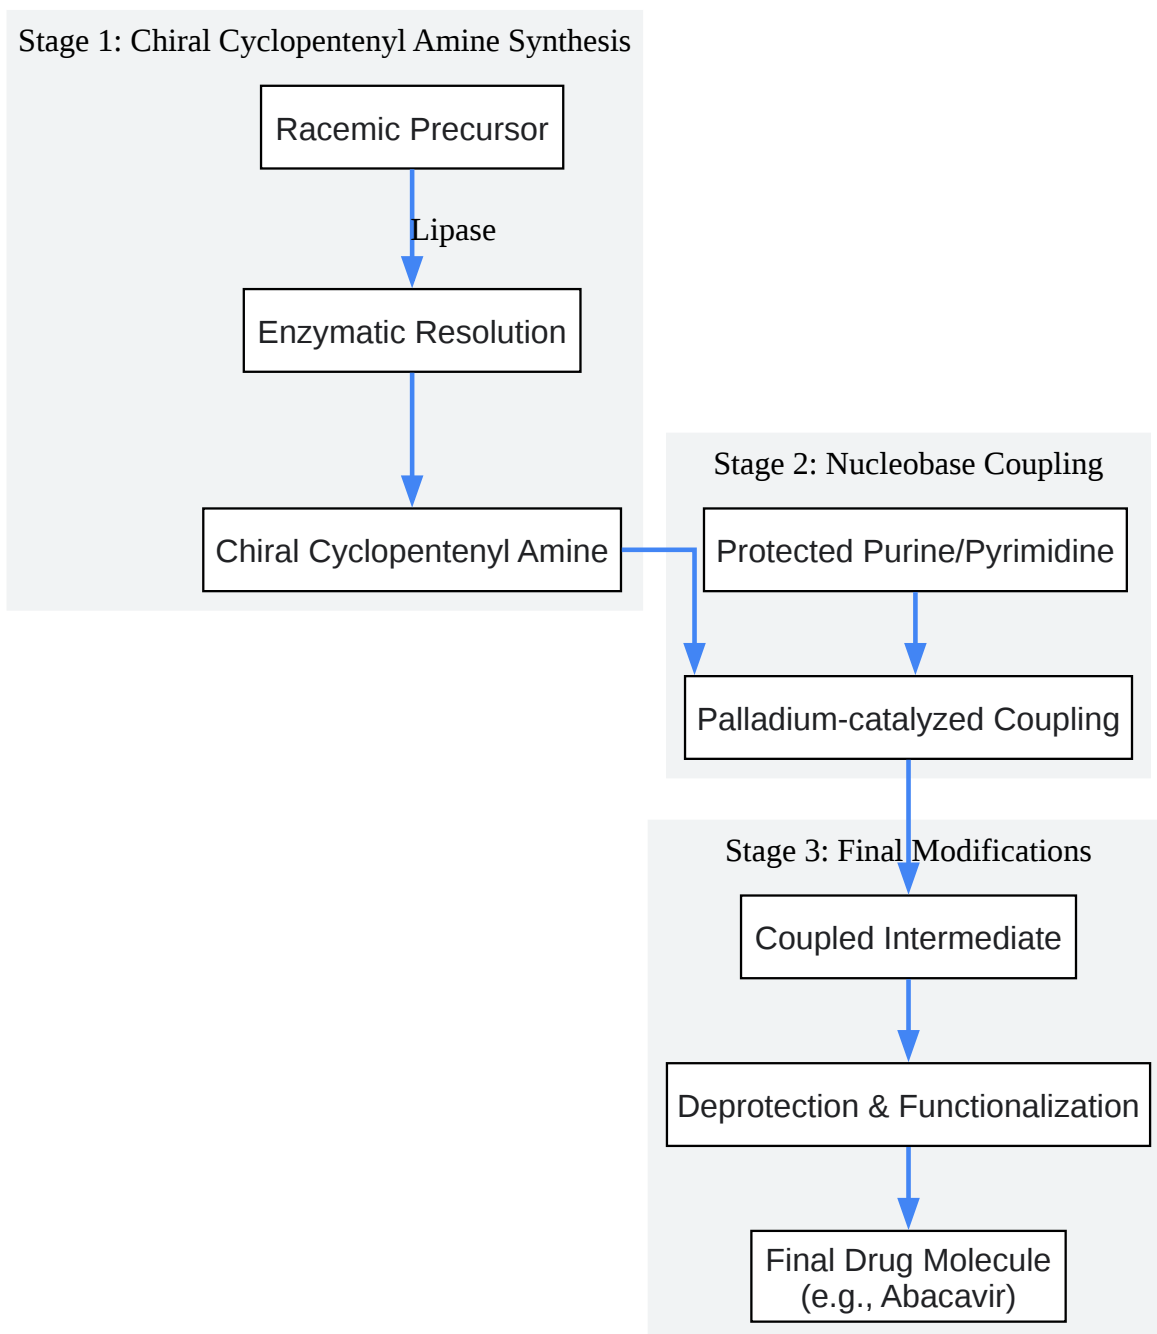 Stage 1: Chiral Cyclopentenyl Amine Synthesis
Racemic Precursor
Lipase
Enzymatic Resolution
Chiral Cyclopentenyl Amine
Stage 2: Nucleobase Coupling
Protected Purine/Pyrimidine
Palladium-catalyzed Coupling
Stage 3: Final Modifications
Coupled Intermediate
Deprotection & Functionalization
Final Drug Molecule
(e.g., Abacavir)